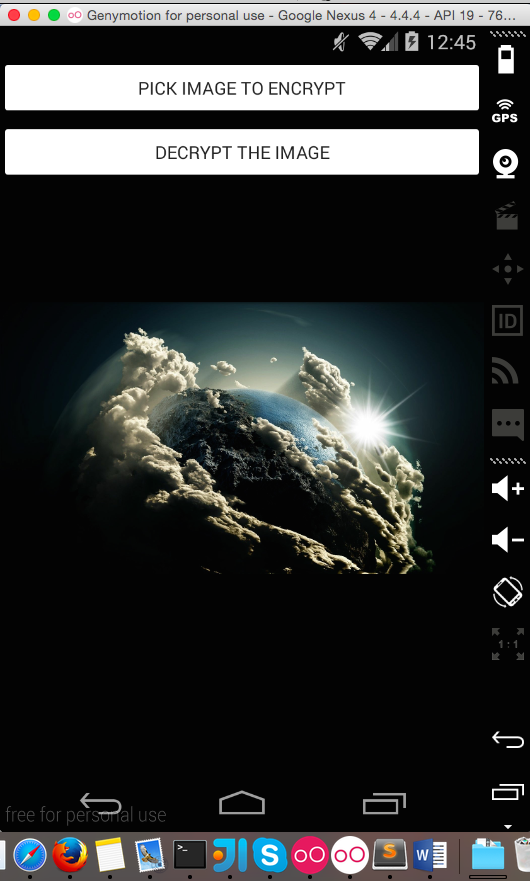 Genymotion for personal use - Google Nexus 4 - 4.4.4 - API 19 - 76...
12:45
PICK IMAGE TO ENCRYPT
GPS
DECRYPT THE IMAGE
ID
1:1
free for personal use